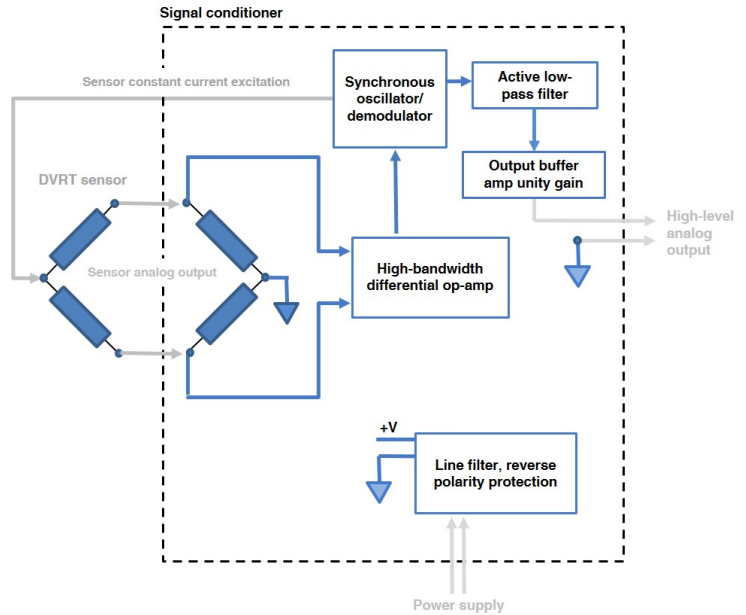 Signal conditioner
Sensor constant current excitation
Synchronous
oscillator/
demodulator
Active low-
pass filter
Output buffer
amp unity gain
DVRT sensor
High-level
analog
output
Sensor analog output
High-bandwidth
differential op-amp
+V
Line filter, reverse
polarity protection
Power supply